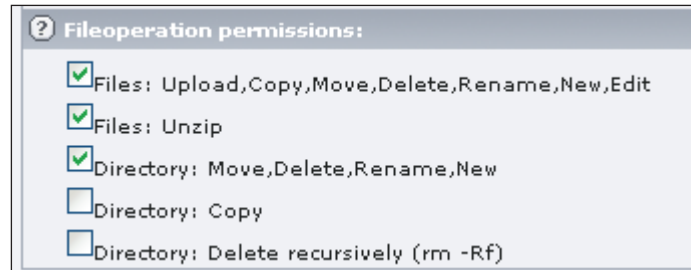 ? Fileoperation permissions:
Files: Upload,Copy,Move,Delete,Rename,New,Edit
Files: Unzip
Directory: Move,Delete,Rename,New
Directory: Copy
Directory: Delete recursively (rm -Rf)